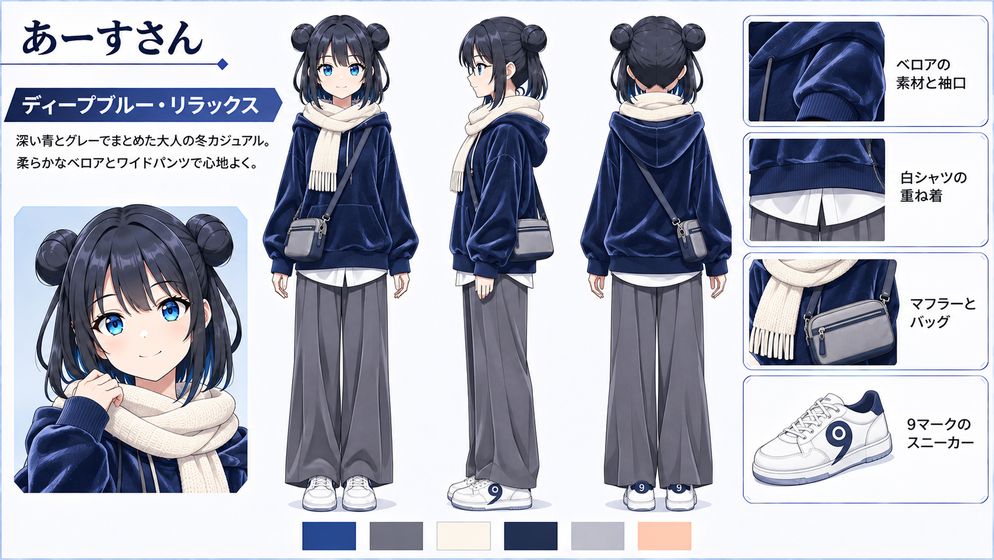 あーすさん
ディープブルー・リラックス
深い青とグレーでまとめた大人の冬カジュアル。
柔らかなベロアとワイドパンツで心地よく。
ベロアの
素材と袖口
白シャツの
重ね着
マフラーと
バッグ
9マークの
スニーカー
9
9
9 9